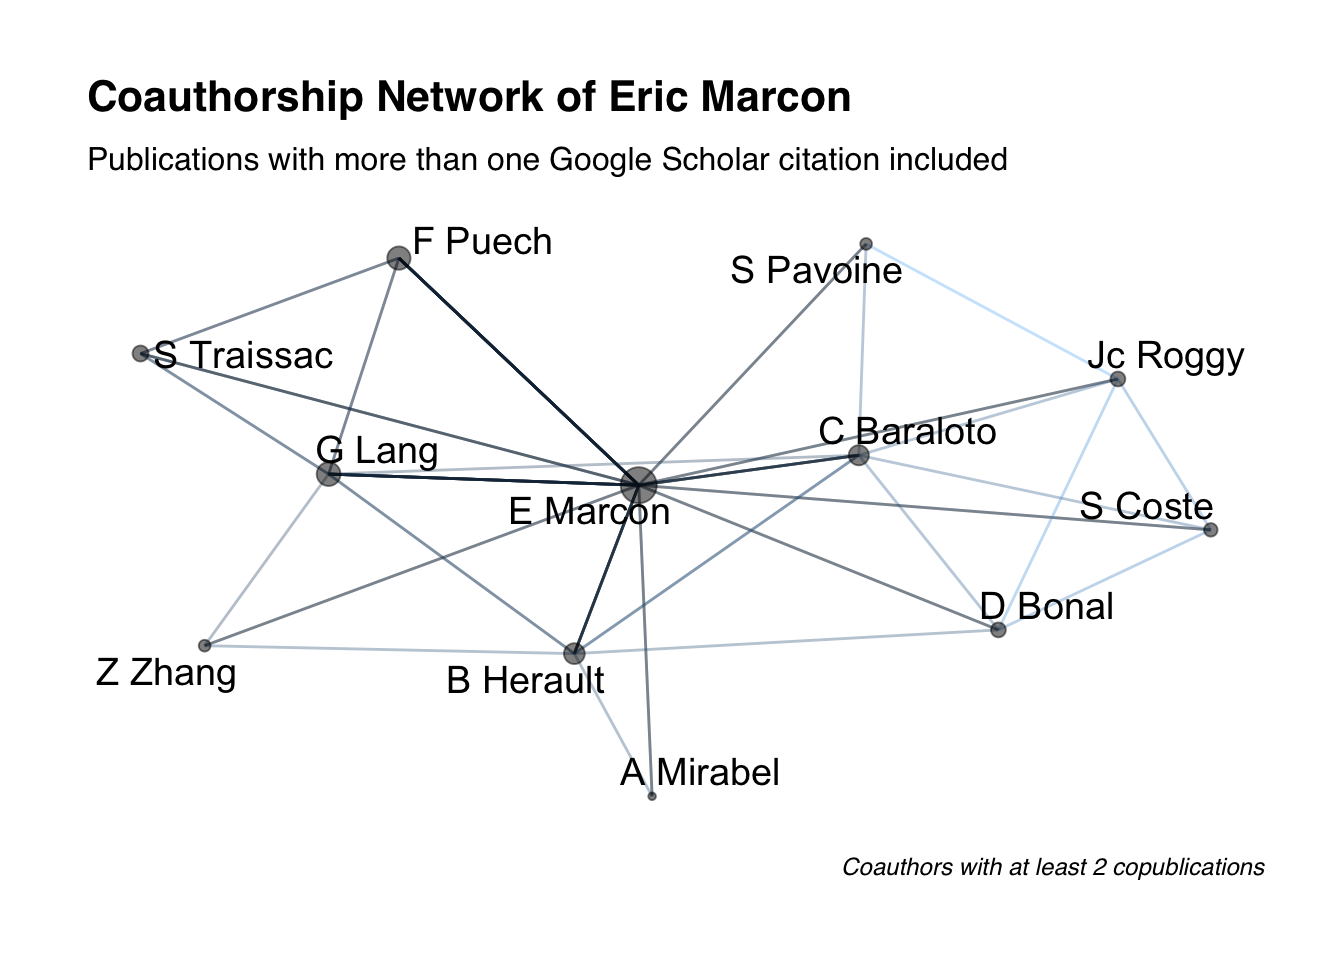 Coauthorship Network of Eric Marcon
Publications with more than one Google Scholar citation included
F Puech
S Pavoine
S Traissac
Jc Roggy
C Baraloto
G Lang
S Coste
E Marcon
D Bonal
Z Zhang
B Herault
A Mirabel
Coauthors with at least 2 copublications